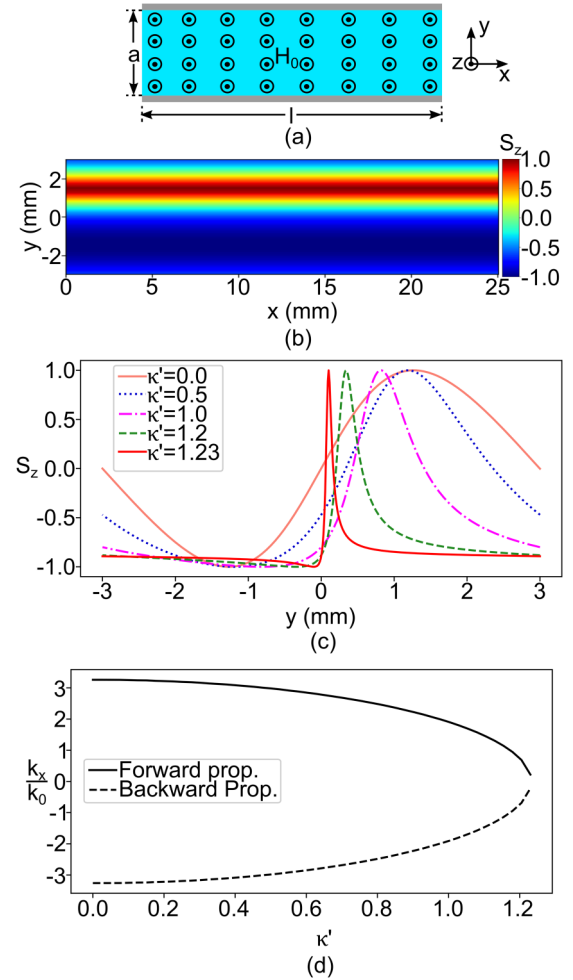 a
H₀
l
y
z
x
(a)
S_z
y (mm)
2
0
-2
1.0
0.5
0.0
-0.5
-1.0
0
5
10
15
20
25
x (mm)
(b)
κ'=0.0
κ'=0.5
κ'=1.0
κ'=1.2
κ'=1.23
S_z
1.0
0.5
0.0
-0.5
-1.0
-3
-2
-1
0
1
2
3
y (mm)
(c)
k_x
k_0
3
2
1
0
-1
-2
-3
Forward prop.
Backward Prop.
0.0
0.2
0.4
0.6
0.8
1.0
1.2
κ'
(d)